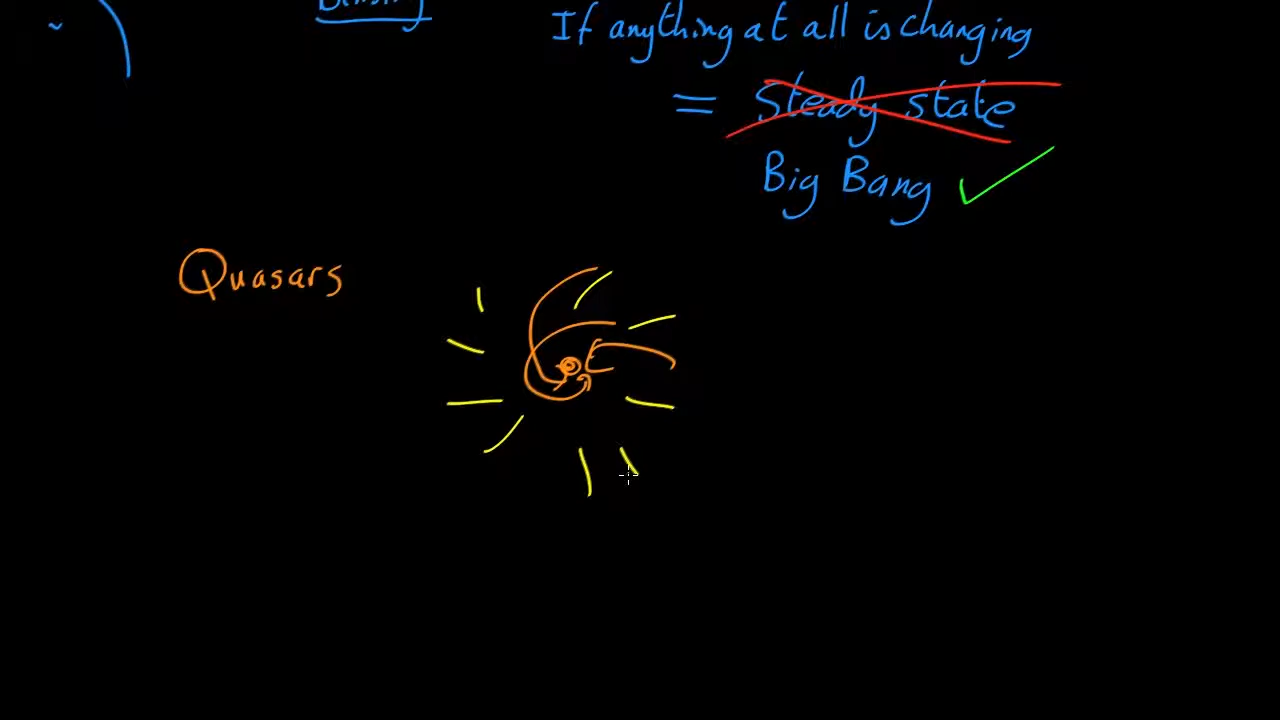 If anything at all is changing
= Steady state
Big Bang
Quasars